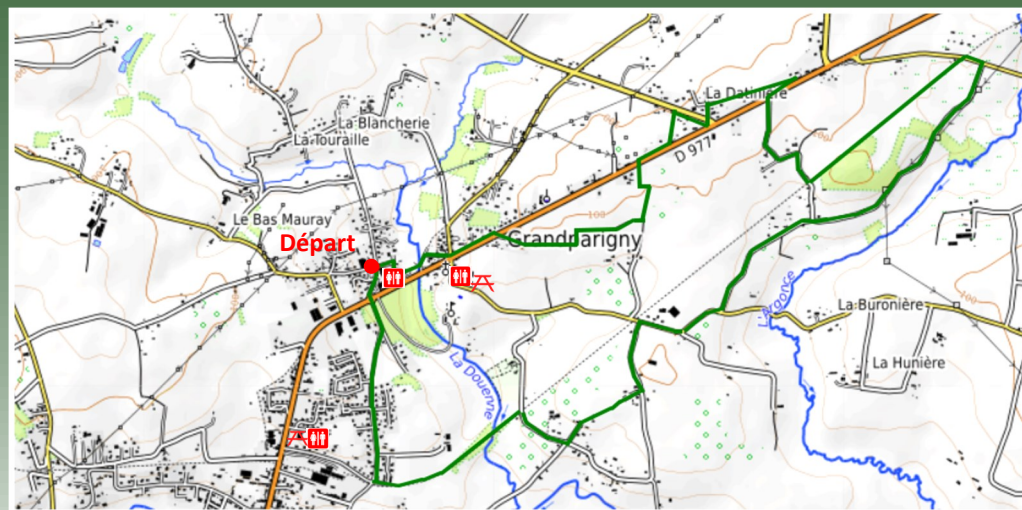 La Datinière
La Blancherie
La Touraille
D 977
Le Bas Mauray
100
Départ
Grandparigny
L'Argonce
La Buronière
100
La Hunière
La Douenne